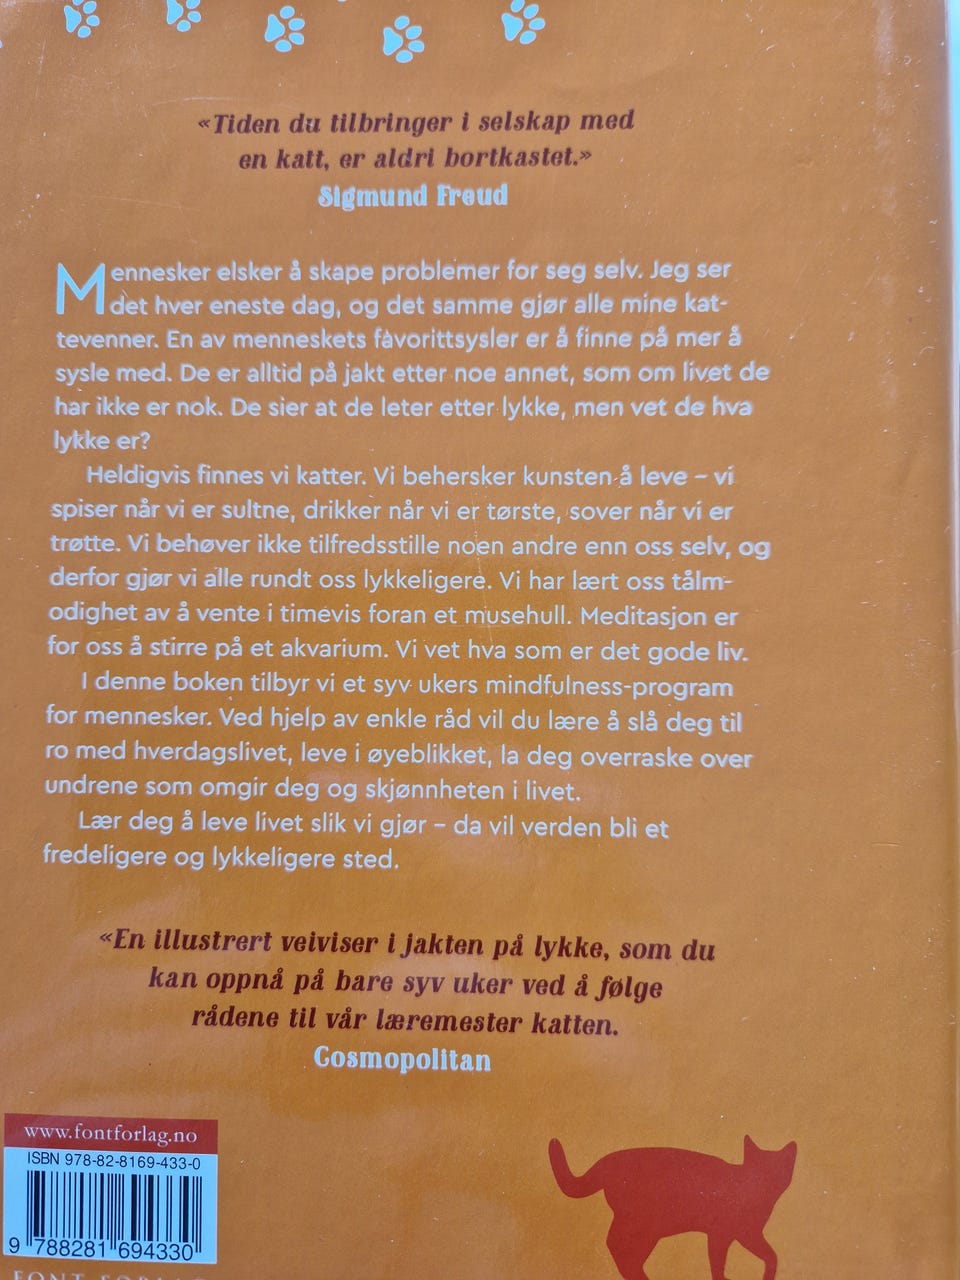 «Tiden du tilbringer i selskap med
en katt, er aldri bortkastet.»
Sigmund Freud
Mennesker elsker å skape problemer for seg selv. Jeg ser
det hver eneste dag, og det samme gjør alle mine kat-
tevenner. En av menneskets favorittsysler er å finne på mer å
sysle med. De er alltid på jakt etter noe annet, som om livet de
har ikke er nok. De sier at de leter etter lykke, men vet de hva
lykke er?
Heldigvis finnes vi katter. Vi behersker kunsten å leve – vi
spiser når vi er sultne, drikker når vi er tørste, sover når vi er
trøtte. Vi behøver ikke tilfredsstille noen andre enn oss selv, og
derfor gjør vi alle rundt oss lykkeligere. Vi har lært oss tålm-
odighet av å vente i timevis foran et musehull. Meditasjon er
for oss å stirre på et akvarium. Vi vet hva som er det gode liv.
I denne boken tilbyr vi et syv ukers mindfulness-program
for mennesker. Ved hjelp av enkle råd vil du lære å slå deg til
ro med hverdagslivet, leve i øyeblikket, la deg overraske over
undrene som omgir deg og skjønnheten i livet.
Lær deg å leve livet slik vi gjør – da vil verden bli et
fredeligere og lykkeligere sted.
«En illustrert veiviser i jakten på lykke, som du
kan oppnå på bare syv uker ved å følge
rådene til vår læremester katten.
Cosmopolitan
www.fontforlag.no
ISBN 978-82-8169-433-0
9 788281 694330
FONT FORLAG